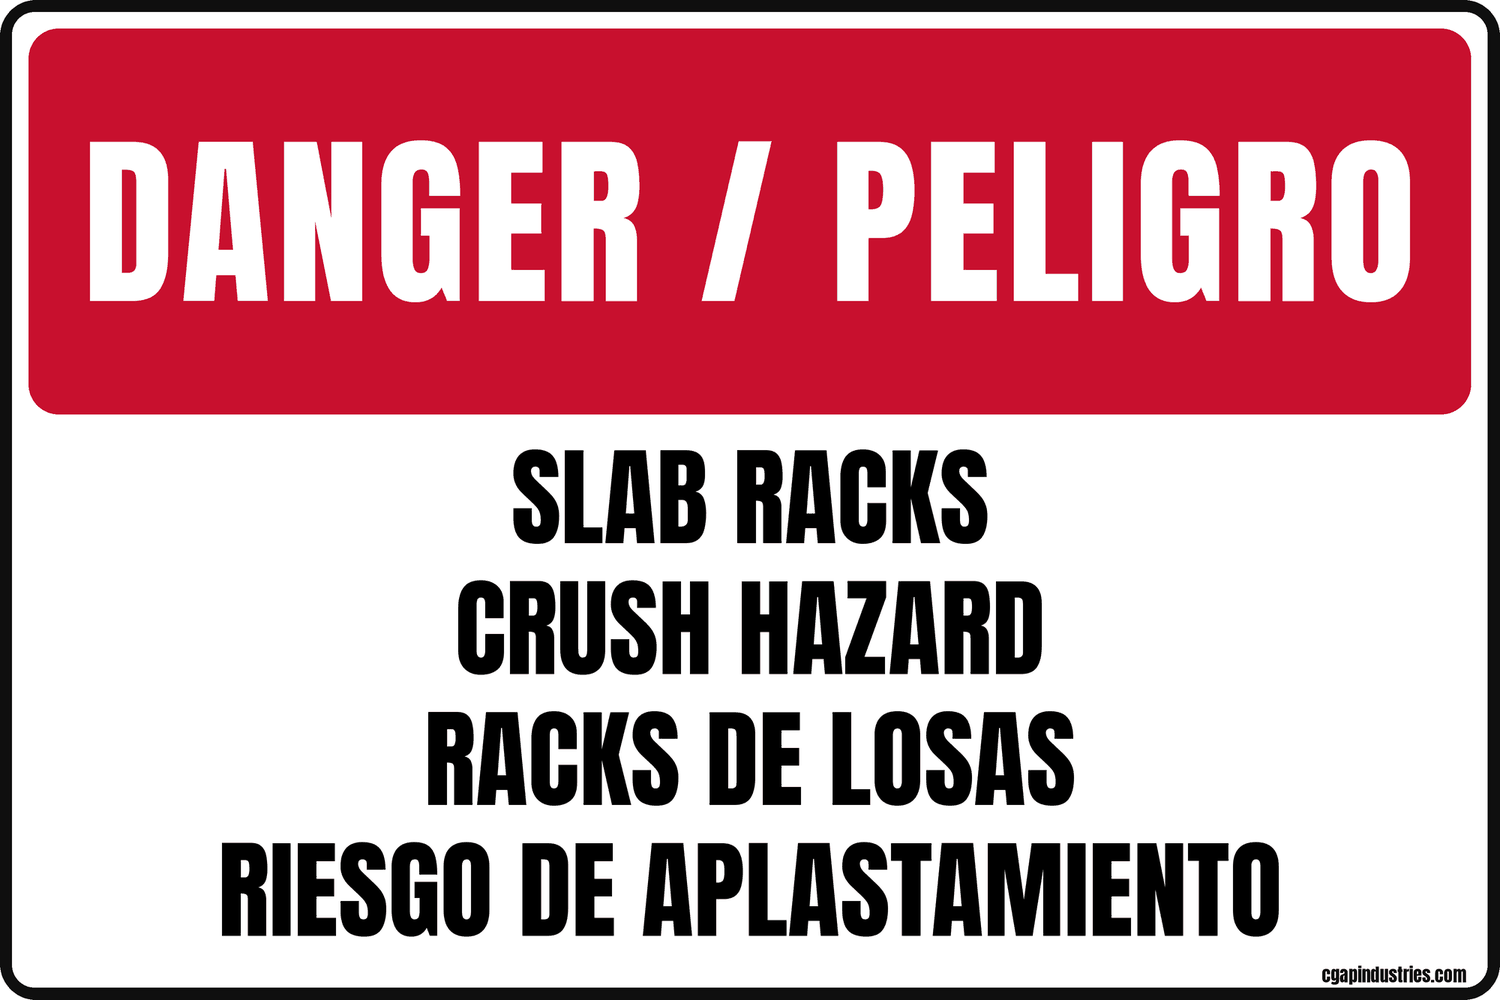 DANGER / PELIGRO
SLAB RACKS
CRUSH HAZARD
RACKS DE LOSAS
RIESGO DE APLASTAMIENTO
cgapindustries.com